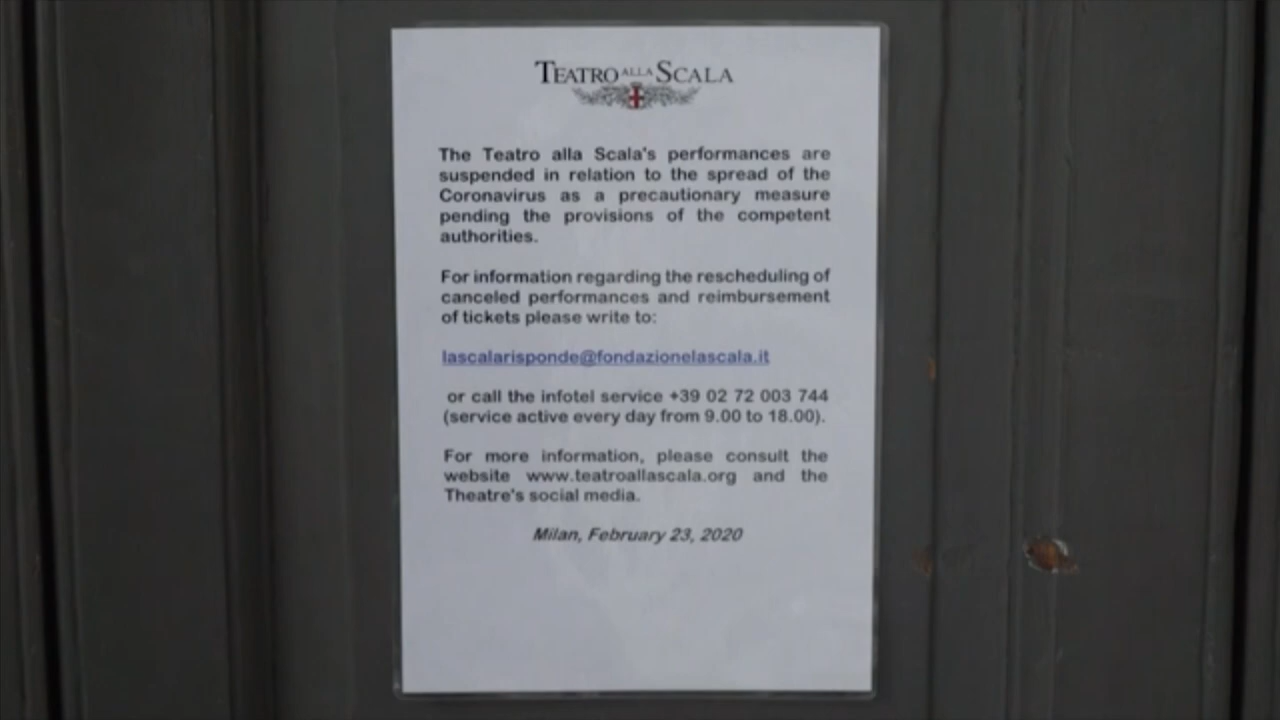 TEATRO ALLA SCALA
The Teatro alla Scala's performances are
suspended in relation to the spread of the
Coronavirus as a precautionary measure
pending the provisions of the competent
authorities.
For information regarding the rescheduling of
canceled performances and reimbursement
of tickets please write to:
lascalarisponde@fondazionelascala.it
or call the infotel service +39 02 72 003 744
(service active every day from 9.00 to 18.00).
For more information, please consult the
website www.teatroallascala.org and the
Theatre's social media.
Milan, February 23, 2020